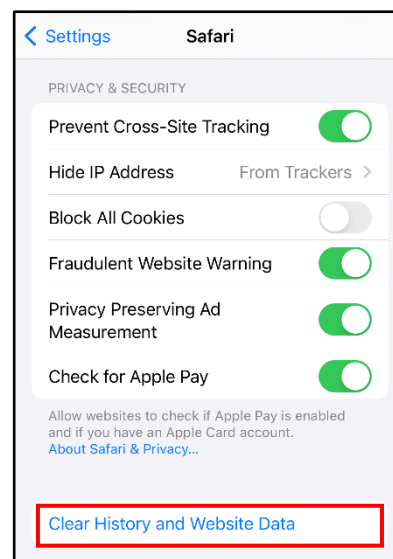 Settings Safari
PRIVACY & SECURITY
Prevent Cross-Site Tracking
Hide IP Address From Trackers
Block All Cookies
Fraudulent Website Warning
Privacy Preserving Ad
Measurement
Check for Apple Pay
Allow websites to check if Apple Pay is enabled
and if you have an Apple Card account.
About Safari & Privacy...
Clear History and Website Data